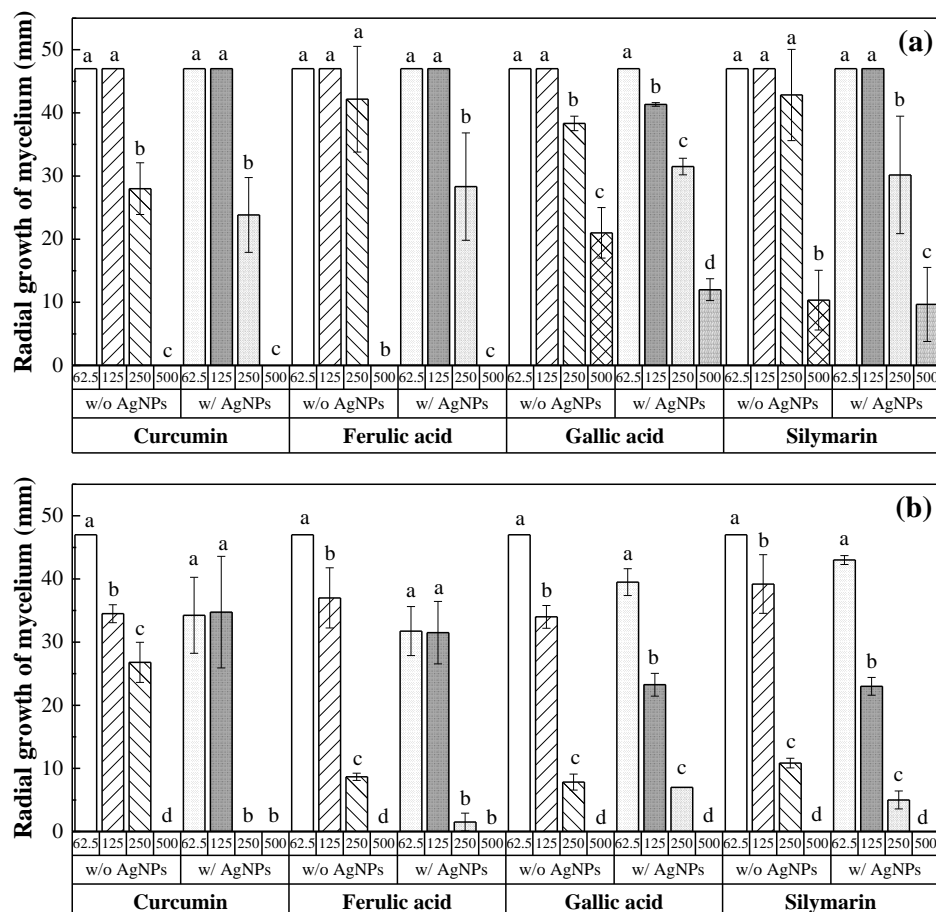 (a)
Radial growth of mycelium (mm)
50
40
30
20
10
0
a a b c a a b c a a a b a a b c a a b c a b c d a a a b a a b c
62.5 125 250 500 62.5 125 250 500 62.5 125 250 500 62.5 125 250 500 62.5 125 250 500 62.5 125 250 500 62.5 125 250 500 62.5 125 250 500
w/o AgNPs w/ AgNPs w/o AgNPs w/ AgNPs w/o AgNPs w/ AgNPs w/o AgNPs w/ AgNPs
Curcumin Ferulic acid Gallic acid Silymarin
(b)
Radial growth of mycelium (mm)
50
40
30
20
10
0
a b c d a a b b a b c d a a b b a b c d a b c d a b c d a b c d
62.5 125 250 500 62.5 125 250 500 62.5 125 250 500 62.5 125 250 500 62.5 125 250 500 62.5 125 250 500 62.5 125 250 500 62.5 125 250 500
w/o AgNPs w/ AgNPs w/o AgNPs w/ AgNPs w/o AgNPs w/ AgNPs w/o AgNPs w/ AgNPs
Curcumin Ferulic acid Gallic acid Silymarin